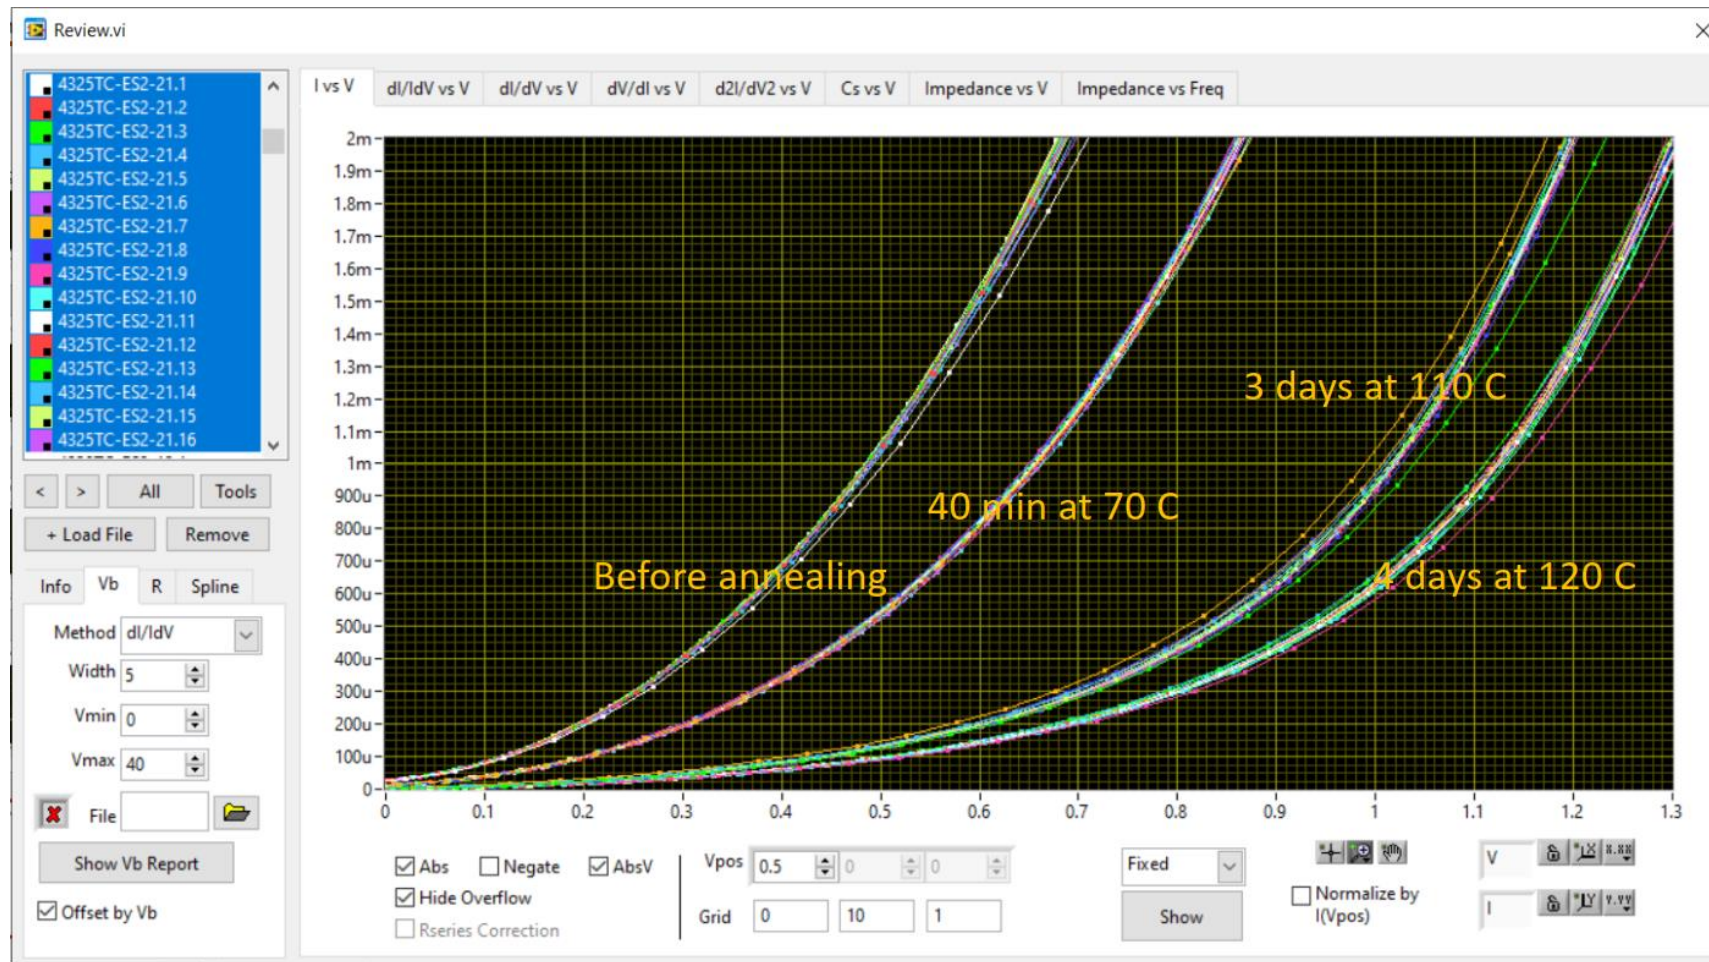 Review.vi
4325TC-ES2-21.1
4325TC-ES2-21.2
4325TC-ES2-21.3
4325TC-ES2-21.4
4325TC-ES2-21.5
4325TC-ES2-21.6
4325TC-ES2-21.7
4325TC-ES2-21.8
4325TC-ES2-21.9
4325TC-ES2-21.10
4325TC-ES2-21.11
4325TC-ES2-21.12
4325TC-ES2-21.13
4325TC-ES2-21.14
4325TC-ES2-21.15
4325TC-ES2-21.16
< > All Tools
+ Load File Remove
Info Vb R Spline
Method dI/IdV
Width 5
Vmin 0
Vmax 40
File
Show Vb Report
Offset by Vb
I vs V dI/IdV vs V dI/dV vs V dV/dI vs V d2I/dV2 vs V Cs vs V Impedance vs V Impedance vs Freq
2m
1.9m
1.8m
1.7m
1.6m
1.5m
1.4m
1.3m
1.2m
1.1m
1m
900u
800u
700u
600u
500u
400u
300u
200u
100u
0
3 days at 110 C
40 min at 70 C
Before annealing
4 days at 120 C
0 0.1 0.2 0.3 0.4 0.5 0.6 0.7 0.8 0.9 1 1.1 1.2 1.3
Abs Negate AbsV
Hide Overflow
Rseries Correction
Vpos 0.5 0 0
Grid 0 10 1
Fixed
Show
Normalize by
I(Vpos)
V X X.XX
I Y Y.YY